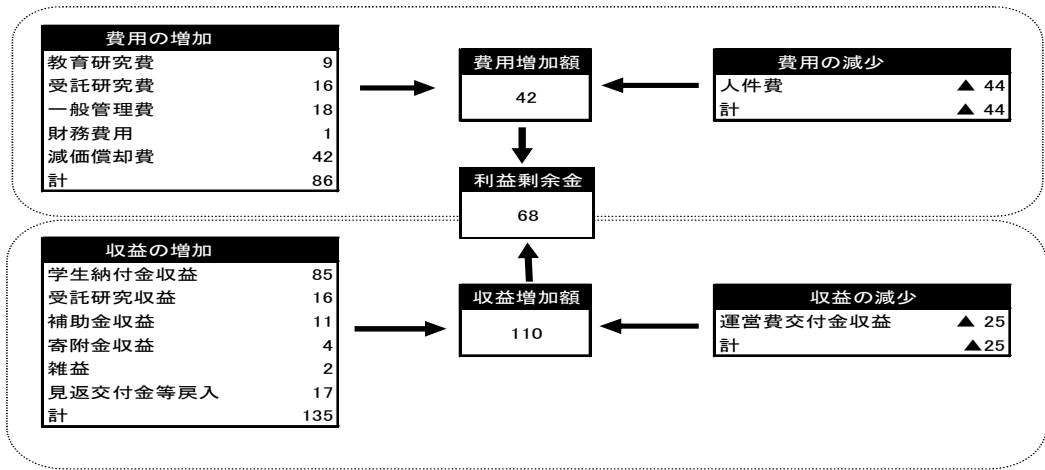 費用の増加
教育研究費 9
受託研究費 16
一般管理費 18
財務費用 1
減価償却費 42
計 86
費用増加額
42
費用の減少
人件費 ▲ 44
計 ▲ 44
利益剰余金
68
収益の増加
学生納付金収益 85
受託研究収益 16
補助金収益 11
寄附金収益 4
雑益 2
見返交付金等戻入 17
計 135
収益増加額
110
収益の減少
運営費交付金収益 ▲ 25
計 ▲25